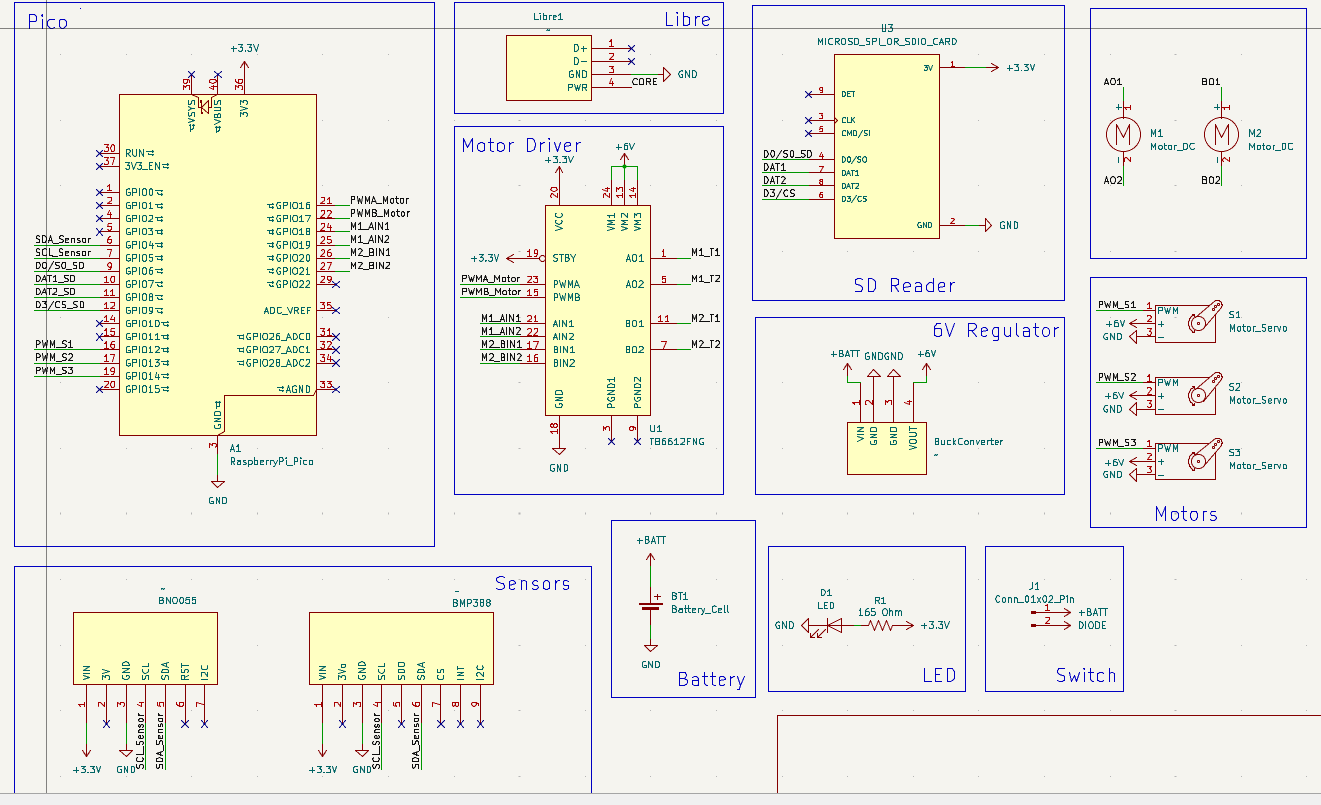 Pico
+3.3V
39
40
36
VSYS
VBUS
3V3
30 RUN
37 3V3_EN
1 GPIO0
2 GPIO1
4 GPIO2
5 GPIO3
SDA_Sensor 6 GPIO4
SCL_Sensor 7 GPIO5
D0/SO_SD 9 GPIO6
DAT1_SD 10 GPIO7
DAT2_SD 11 GPIO8
D3/CS_SD 12 GPIO9
14 GPIO10
15 GPIO11
PWM_S1 16 GPIO12
PWM_S2 17 GPIO13
PWM_S3 19 GPIO14
20 GPIO15
GPIO16 21 PWMA_Motor
GPIO17 22 PWMB_Motor
GPIO18 24 M1_AIN1
GPIO19 25 M1_AIN2
GPIO20 26 M2_BIN1
GPIO21 27 M2_BIN2
GPIO22 29
ADC_VREF 35
GPIO26_ADC0 31
GPIO27_ADC1 32
GPIO28_ADC2 34
AGND 33
GND
3
A1
RaspberryPi_Pico
GND
Libre
Libre1
~
D+ 1
D- 2
GND 3 GND
PWR 4 CORE
Motor Driver
+3.3V
+6V
20
24
13
14
VCC
VM1
VM2
VM3
+3.3V 19 STBY
PWMA_Motor 23 PWMA
PWMB_Motor 15 PWMB
M1_AIN1 21 AIN1
M1_AIN2 22 AIN2
M2_BIN1 17 BIN1
M2_BIN2 16 BIN2
AO1 1 M1_T1
AO2 5 M1_T2
BO1 11 M2_T1
BO2 7 M2_T2
GND
PGND1
PGND2
18
3
9
U1
TB6612FNG
GND
U3
MICROSD_SPI_OR_SDIO_CARD
3V 1 +3.3V
9 DET
3 CLK
5 CMD/SI
D0/SO_SD 4 D0/SO
DAT1 7 DAT1
DAT2 8 DAT2
D3/CS 6 D3/CS
GND 2 GND
SD Reader
6V Regulator
+BATT
GND
GND
+6V
1
2
3
4
VIN
GND
GND
VOUT
BuckConverter
~
AO1
BO1
+ 1
+ 1
M M1
Motor_DC
M M2
Motor_DC
- 2
- 2
AO2
BO2
PWM_S1 1 PWM
+6V 2 +
GND 3 -
S1
Motor_Servo
PWM_S2 1 PWM
+6V 2 +
GND 3 -
S2
Motor_Servo
PWM_S3 1 PWM
+6V 2 +
GND 3 -
S3
Motor_Servo
Motors
Sensors
~
BNO055
VIN
3V
GND
SCL
SDA
RST
I2C
1
2
3
4
5
6
7
+3.3V
GND
SCL_Sensor
SDA_Sensor
~
BMP388
VIN
3Vo
GND
SCL
SDO
SDA
CS
INT
I2C
1
2
3
4
5
6
7
8
9
+3.3V
GND
SCL_Sensor
SDA_Sensor
+BATT
+
BT1
Battery_Cell
GND
Battery
D1
LED
R1
165 Ohm
GND
+3.3V
LED
J1
Conn_01x02_Pin
1 +BATT
2 DIODE
Switch